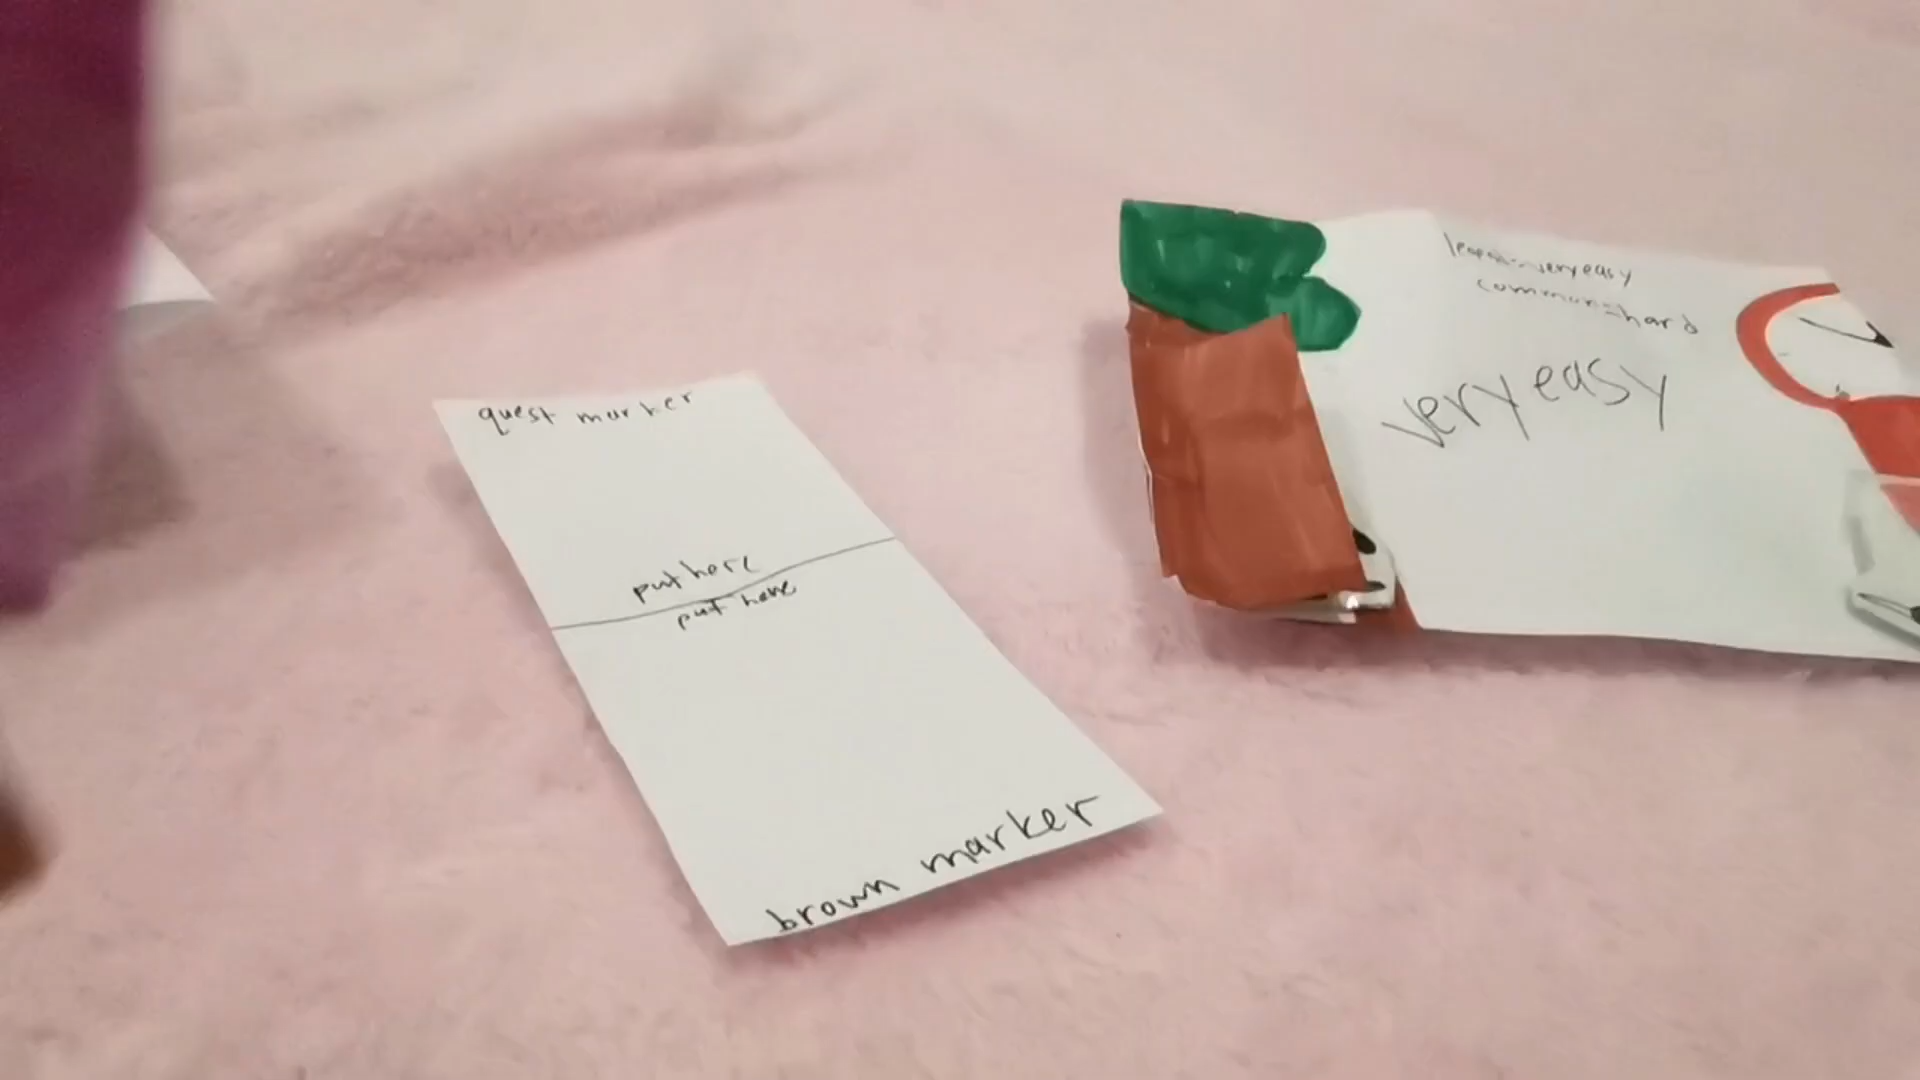 quest marker
put here
put here
brown marker
very easy
common=hard
very easy